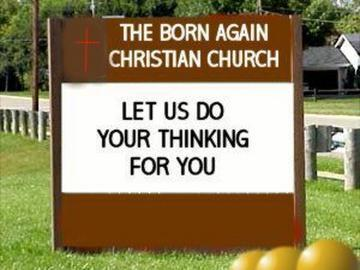 THE BORN AGAIN
CHRISTIAN CHURCH
LET US DO
YOUR THINKING
FOR YOU